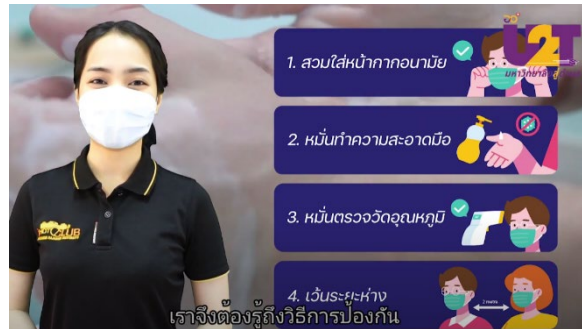 1. สวมใส่หน้ากากอนามัย
U2T
2. หมั่นทำความสะอาดมือ
3. หมั่นตรวจวัดอุณหภูมิ
4. เว้นระยะห่าง
เราจึงต้องรู้ถึงวิธีการป้องกัน